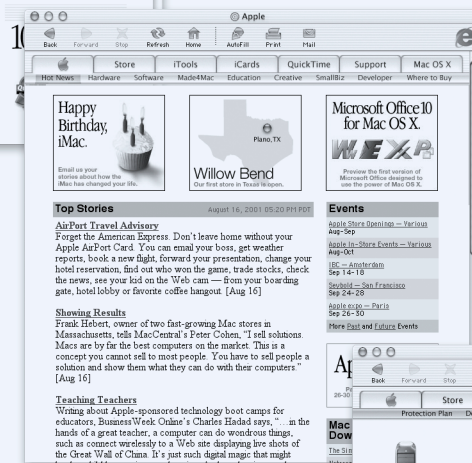 10
Apple
Back Forward Stop Refresh Home AutoFill Print Mail
Store iTools iCards QuickTime Support Mac OS X
Hot News Hardware Software Made4Mac Education Creative SmallBiz Developer Where to Buy
Happy
Birthday,
iMac.
Email us your
stories about how the
iMac has changed your life.
Plano, TX
Willow Bend
Our first store in Texas is open.
Microsoft Office 10
for Mac OS X.
W E X P
Preview the first version of
Microsoft Office designed to
use the power of Mac OS X.
Top Stories August 16, 2001 05:20 PM PDT
AirPort Travel Advisory
Forget the American Express. Don't leave home without your
Apple AirPort Card. You can email your boss, get weather
reports, book a new flight, forward your presentation, change your
hotel reservation, find out who won the game, trade stocks, check
the news, see your kid on the Web cam — from your boarding
gate, hotel lobby or favorite coffee hangout. [Aug 16]
Showing Results
Frank Hebert, owner of two fast-growing Mac stores in
Massachusetts, tells MacCentral's Peter Cohen, "I sell solutions.
Macs are by far the best computers on the market. This is a
concept you cannot sell to most people. You have to sell people a
solution and show them what they can do with their computers."
[Aug 16]
Teaching Teachers
Writing about Apple-sponsored technology boot camps for
educators, BusinessWeek Online's Charles Hadad says, "…in the
hands of a great teacher, a computer can do wondrous things,
such as connect wirelessly to a Web site displaying live shots of
the Great Wall of China. It's just such digital magic that might
Events
Apple Store Openings — Various
Aug-Sep
Apple In-Store Events — Various
Aug-Oct
IBC — Amsterdam
Sep 14-18
Seybold — San Francisco
Sep 24-28
Apple expo — Paris
Sep 26-30
More Past and Future Events
Ap
26-30
Back Forward Stop
Store
Protection Plan
Mac
Dow
The Sin